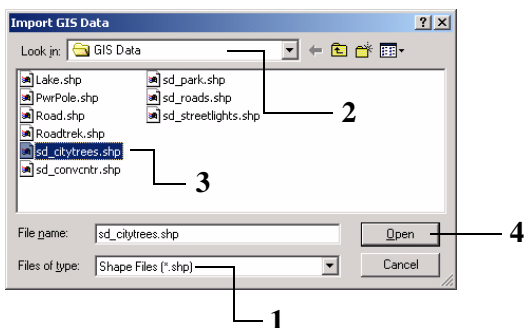 Import GIS Data
Look in: GIS Data
Lake.shp sd_park.shp
PwrPole.shp sd_roads.shp
Road.shp sd_streetlights.shp
Roadtrek.shp
sd_citytrees.shp
sd_convcntr.shp
2
3
File name: sd_citytrees.shp Open 4
Files of type: Shape Files (*.shp) Cancel
1